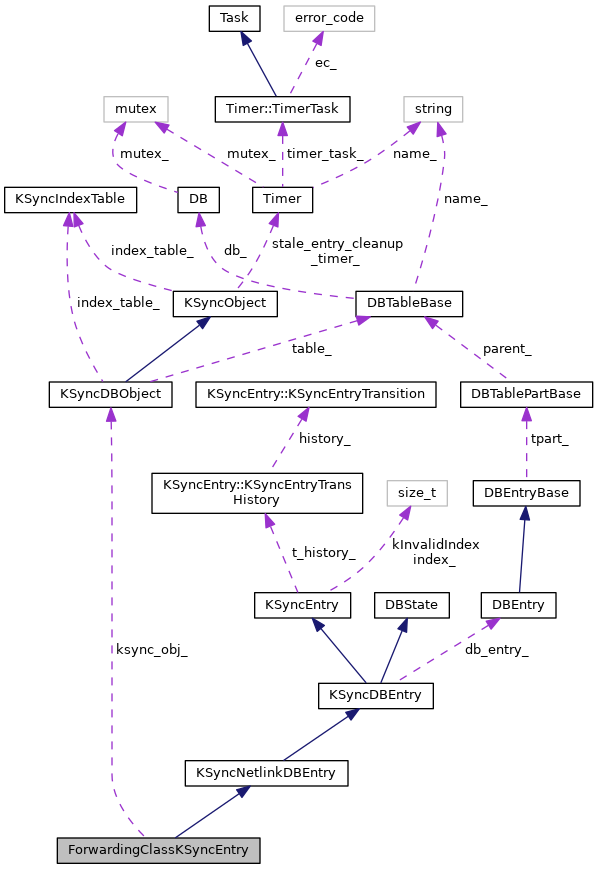 Task
error_code
ec_
mutex
Timer::TimerTask
string
mutex_
mutex_
timer_task_
name_
KSyncIndexTable
DB
Timer
name_
index_table_
db_
stale_entry_cleanup
_timer_
index_table_
KSyncObject
DBTableBase
table_
parent_
KSyncDBObject
KSyncEntry::KSyncEntryTransition
DBTablePartBase
history_
tpart_
KSyncEntry::KSyncEntryTrans
History
size_t
DBEntryBase
t_history_
kInvalidIndex
index_
KSyncEntry
DBState
DBEntry
ksync_obj_
db_entry_
KSyncDBEntry
KSyncNetlinkDBEntry
ForwardingClassKSyncEntry